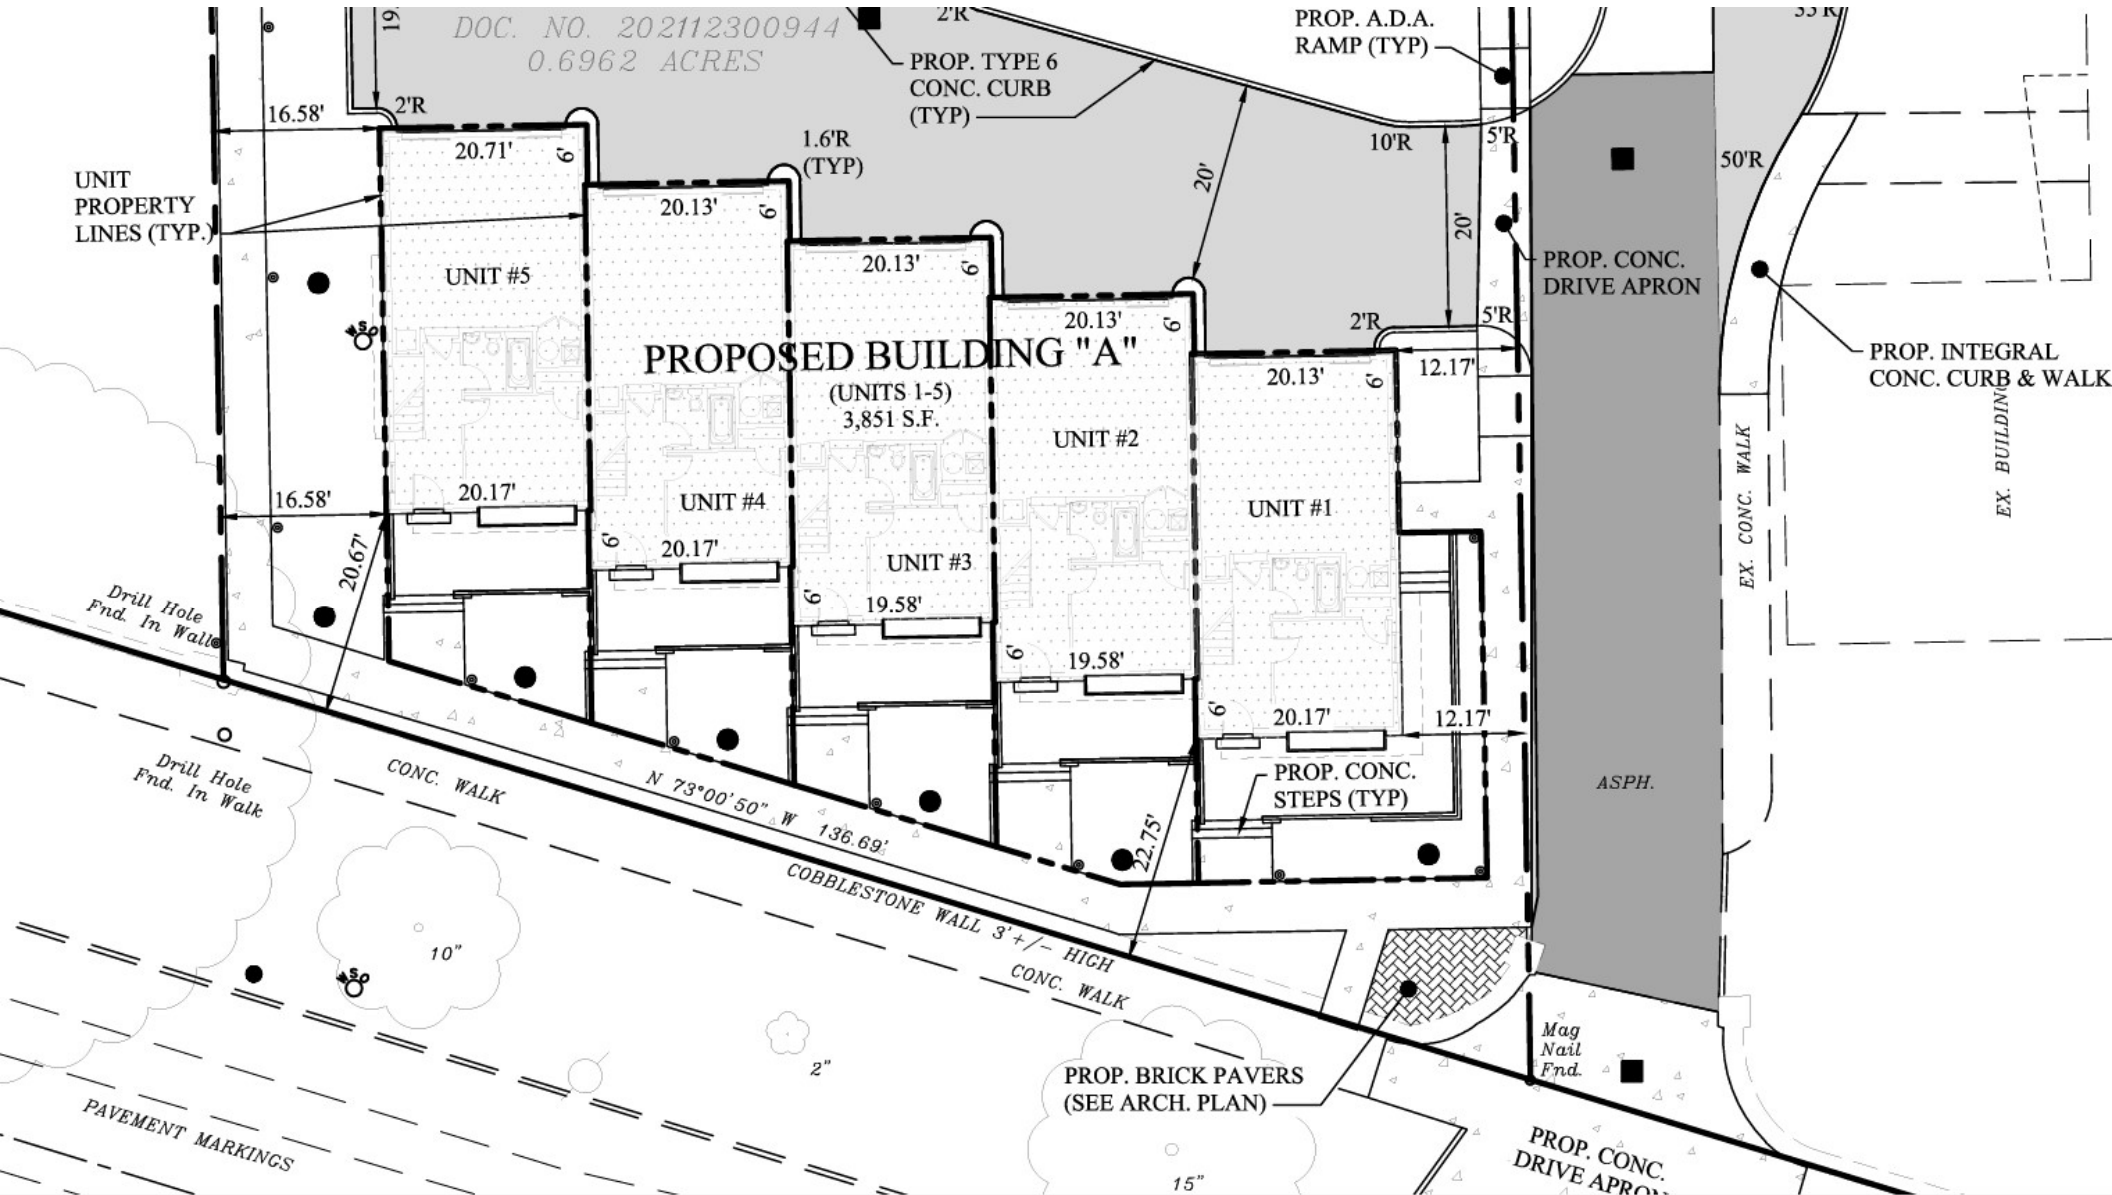 DOC. NO. 202112300944
0.6962 ACRES
19
2'R
PROP. A.D.A.
RAMP (TYP)
35'R
PROP. TYPE 6
CONC. CURB
(TYP)
16.58'
2'R
20.71'
6'
1.6'R
(TYP)
10'R
5'R
50'R
20'
20'
UNIT
PROPERTY
LINES (TYP.)
20.13'
6'
20.13'
6'
20.13'
6'
20.13'
6'
PROP. CONC.
DRIVE APRON
UNIT #5
2'R
5'R
12.17'
PROP. INTEGRAL
CONC. CURB & WALK
PROPOSED BUILDING "A"
(UNITS 1-5)
3,851 S.F.
WSO
UNIT #2
UNIT #4
UNIT #1
UNIT #3
EX. BUILDING
EX. CONC. WALK
16.58'
20.17'
20.67'
6'
20.17'
6'
19.58'
6'
19.58'
6'
20.17'
12.17'
Drill Hole
Fnd. In Wall
Drill Hole
Fnd. In Walk
CONC. WALK
N 73°00'50" W 136.69'
COBBLESTONE WALL 3'+/- HIGH
CONC. WALK
22.75'
PROP. CONC.
STEPS (TYP)
ASPH.
10"
WSO
2"
15"
Mag
Nail
Fnd.
PROP. BRICK PAVERS
(SEE ARCH. PLAN)
PAVEMENT MARKINGS
PROP. CONC.
DRIVE APRON